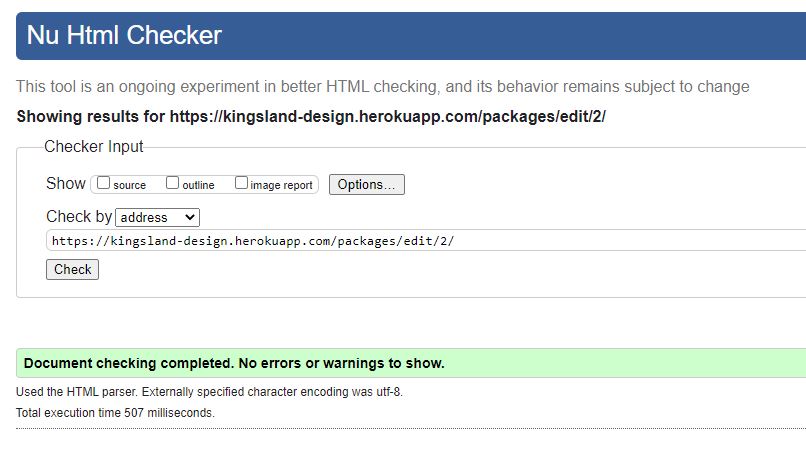 Nu Html Checker
This tool is an ongoing experiment in better HTML checking, and its behavior remains subject to change
Showing results for https://kingsland-design.herokuapp.com/packages/edit/2/
Checker Input
Show source outline image report Options...
Check by address
https://kingsland-design.herokuapp.com/packages/edit/2/
Check
Document checking completed. No errors or warnings to show.
Used the HTML parser. Externally specified character encoding was utf-8.
Total execution time 507 milliseconds.